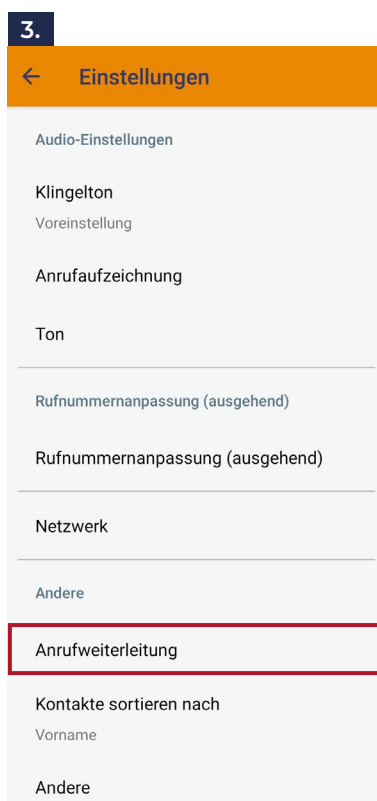 3.
Einstellungen
Audio-Einstellungen
Klingelton
Voreinstellung
Anrufaufzeichnung
Ton
Rufnummernanpassung (ausgehend)
Rufnummernanpassung (ausgehend)
Netzwerk
Andere
Anrufweiterleitung
Kontakte sortieren nach
Vorname
Andere